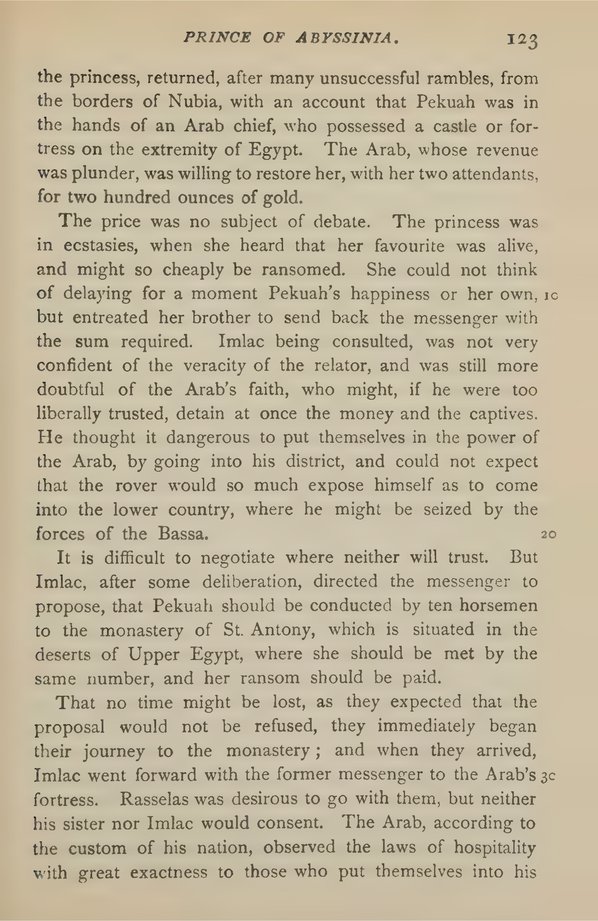 PRINCE OF ABYSSINIA. 123
the princess, returned, after many unsuccessful rambles, from
the borders of Nubia, with an account that Pekuah was in
the hands of an Arab chief, who possessed a castle or for-
tress on the extremity of Egypt. The Arab, whose revenue
was plunder, was willing to restore her, with her two attendants,
for two hundred ounces of gold.
The price was no subject of debate. The princess was
in ecstasies, when she heard that her favourite was alive,
and might so cheaply be ransomed. She could not think
of delaying for a moment Pekuah's happiness or her own, 10
but entreated her brother to send back the messenger with
the sum required. Imlac being consulted, was not very
confident of the veracity of the relator, and was still more
doubtful of the Arab's faith, who might, if he were too
liberally trusted, detain at once the money and the captives.
He thought it dangerous to put themselves in the power of
the Arab, by going into his district, and could not expect
that the rover would so much expose himself as to come
into the lower country, where he might be seized by the
forces of the Bassa. 20
It is difficult to negotiate where neither will trust. But
Imlac, after some deliberation, directed the messenger to
propose, that Pekuah should be conducted by ten horsemen
to the monastery of St. Antony, which is situated in the
deserts of Upper Egypt, where she should be met by the
same number, and her ransom should be paid.
That no time might be lost, as they expected that the
proposal would not be refused, they immediately began
their journey to the monastery ; and when they arrived,
Imlac went forward with the former messenger to the Arab's 30
fortress. Rasselas was desirous to go with them, but neither
his sister nor Imlac would consent. The Arab, according to
the custom of his nation, observed the laws of hospitality
with great exactness to those who put themselves into his